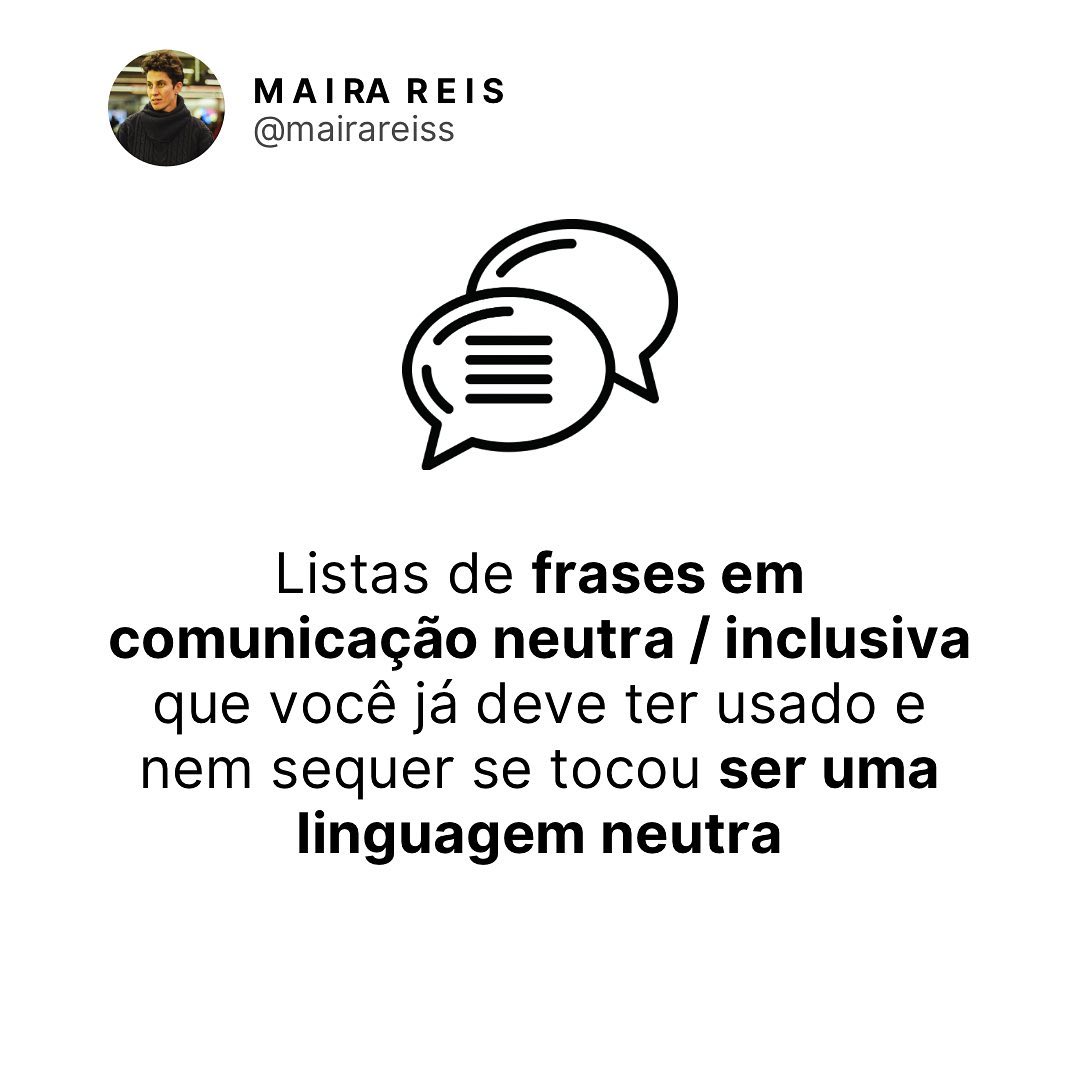 MAIRA REIS
@mairareiss
Listas de frases em
comunicação neutra / inclusiva
que você já deve ter usado e
nem sequer se tocou ser uma
linguagem neutra